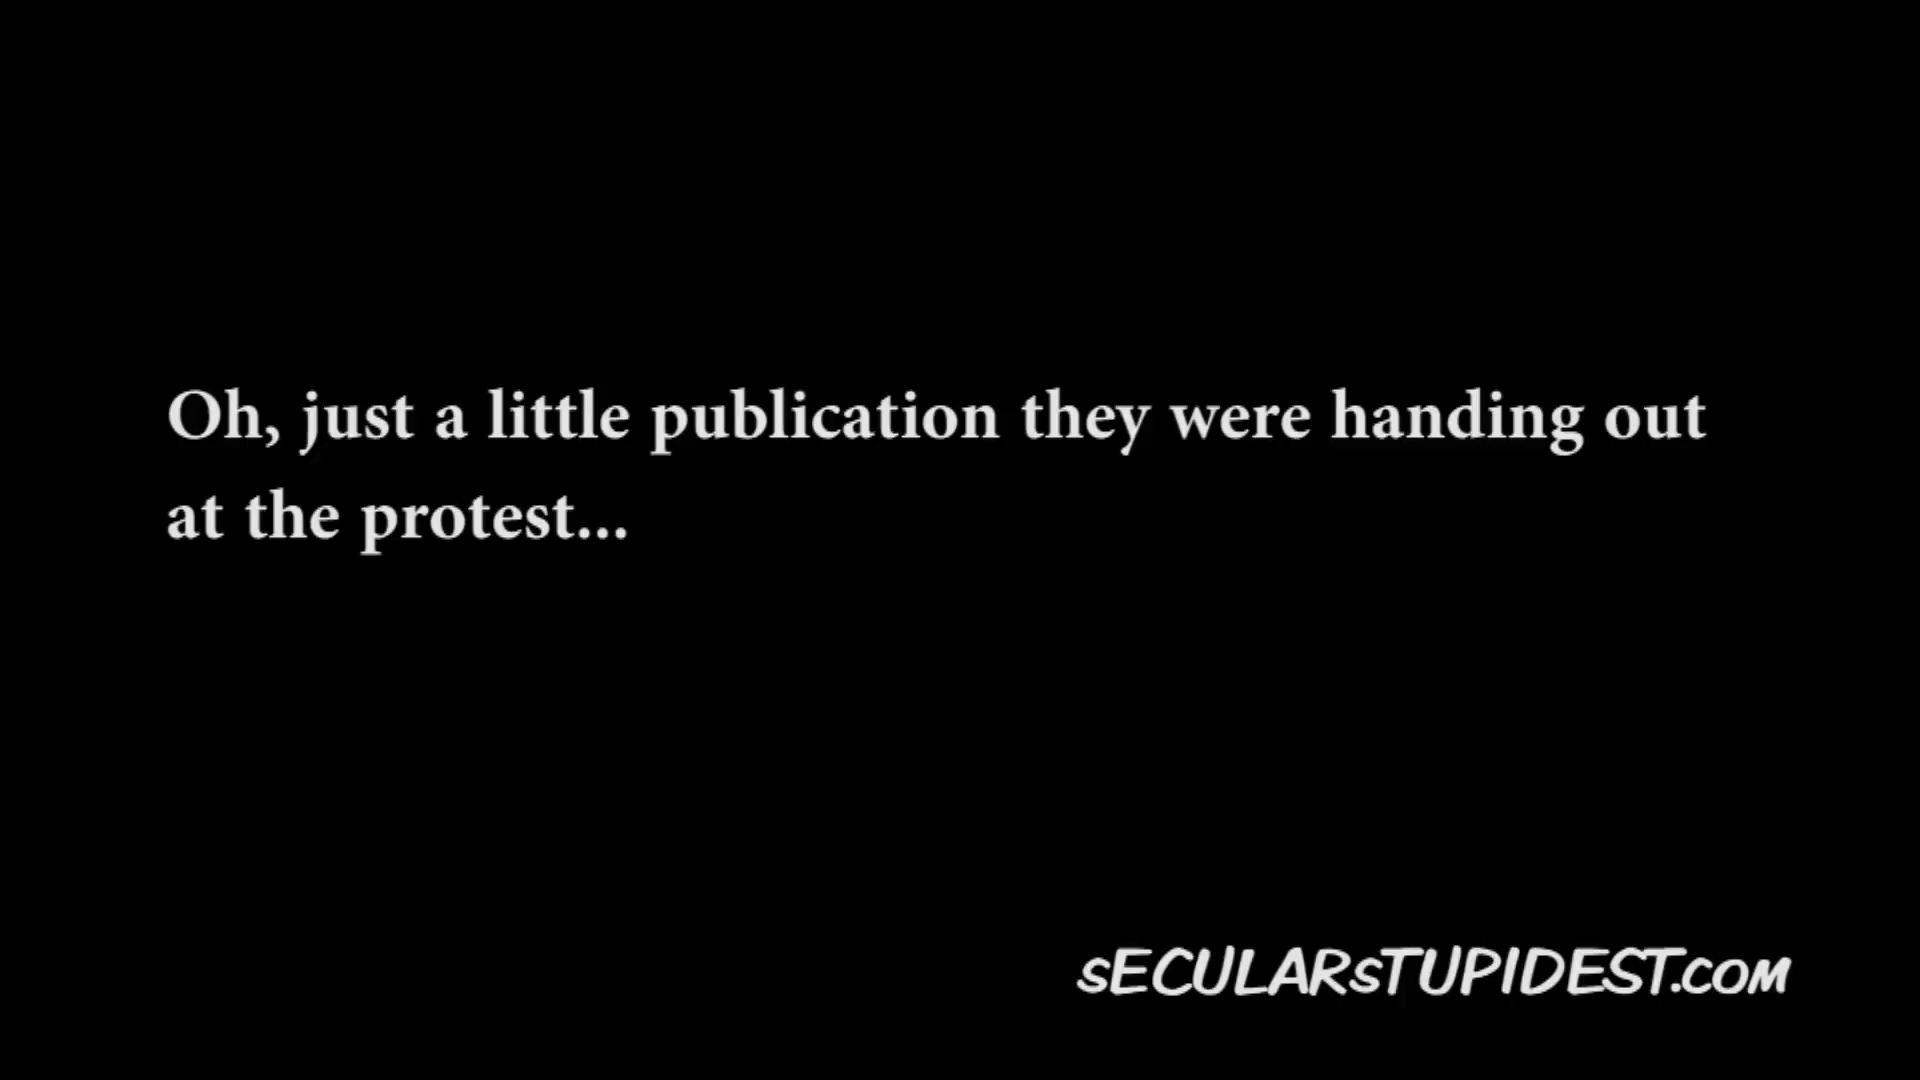 Oh, just a little publication they were handing out
at the protest...
sECULARsTUPIDEST.COM